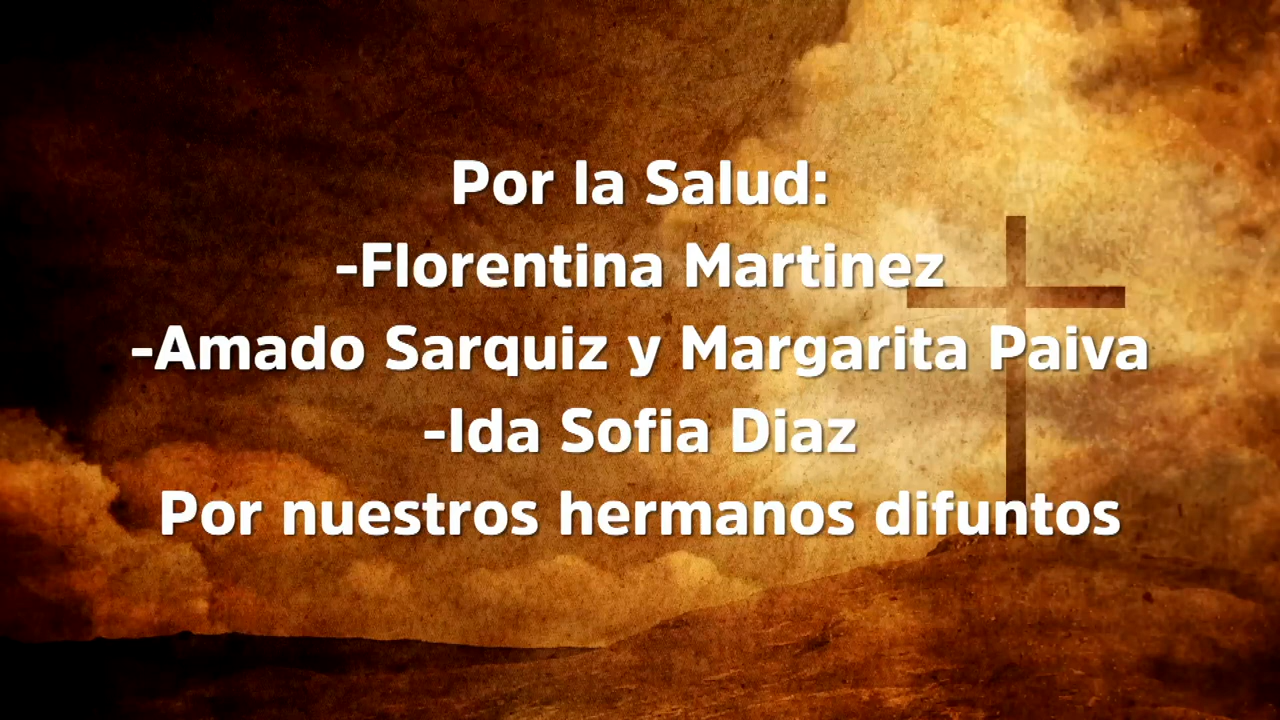 Por la Salud:
-Florentina Martinez
-Amado Sarquiz y Margarita Paiva
-Ida Sofia Diaz
Por nuestros hermanos difuntos